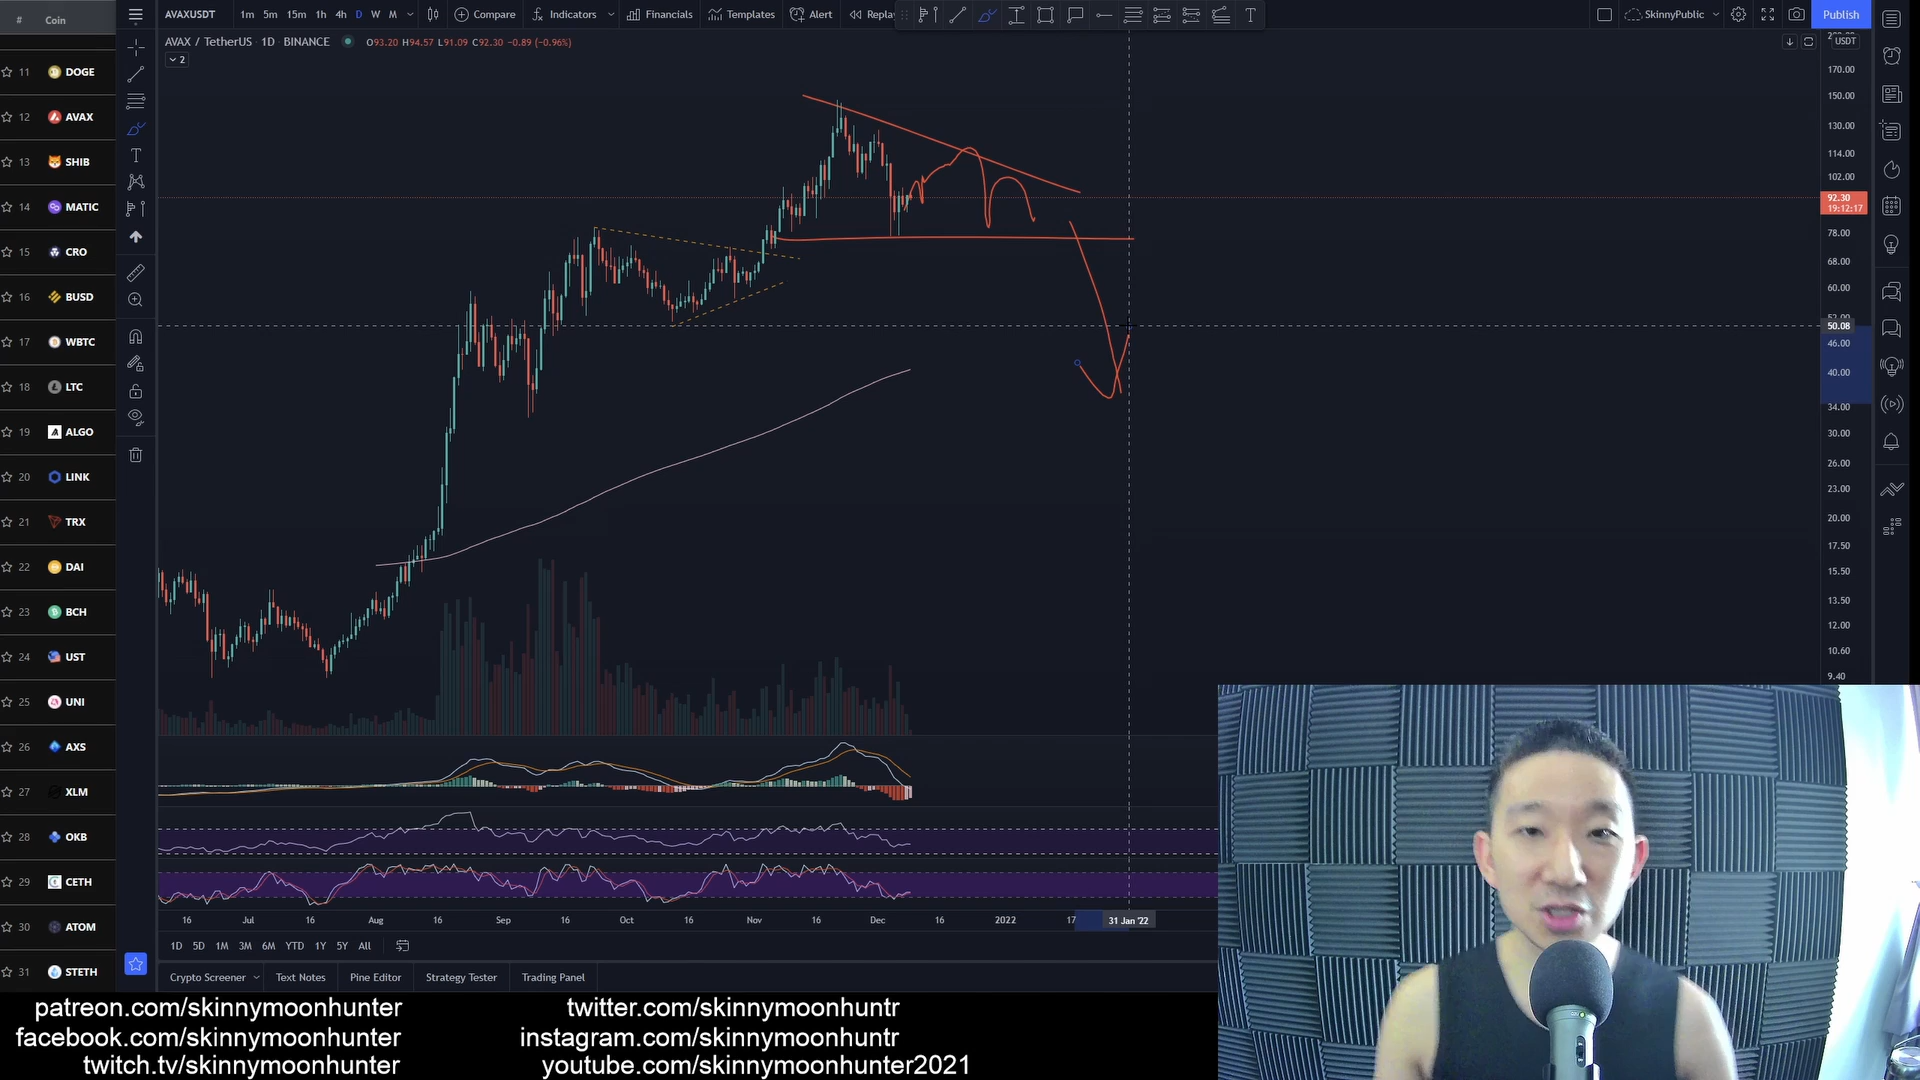 # Coin
11 DOGE
12 AVAX
13 SHIB
14 MATIC
15 CRO
16 BUSD
17 WBTC
18 LTC
19 ALGO
20 LINK
21 TRX
22 DAI
23 BCH
24 UST
25 UNI
26 AXS
27 XLM
28 OKB
29 CETH
30 ATOM
31 STETH
AVAXUSDT 1m 5m 15m 1h 4h D W M Compare Indicators Financials Templates Alert Replay SkinnyPublic Publish
AVAX / TetherUS · 1D · BINANCE O93.20 H94.57 L91.09 C92.30 −0.89 (−0.96%)
2
USDT
170.00
150.00
130.00
114.00
102.00
92.30
19:12:17
78.00
68.00
60.00
52.00
50.08
46.00
40.00
34.00
30.00
26.00
23.00
20.00
17.50
15.50
13.50
12.00
10.60
9.40
16 Jul 16 Aug 16 Sep 16 Oct 16 Nov 16 Dec 16 2022 17 31 Jan '22
1D 5D 1M 3M 6M YTD 1Y 5Y All
Crypto Screener Text Notes Pine Editor Strategy Tester Trading Panel
patreon.com/skinnymoonhunter twitter.com/skinnymoonhuntr
facebook.com/skinnymoonhunter instagram.com/skinnymoonhuntr
twitch.tv/skinnymoonhunter youtube.com/skinnymoonhunter2021